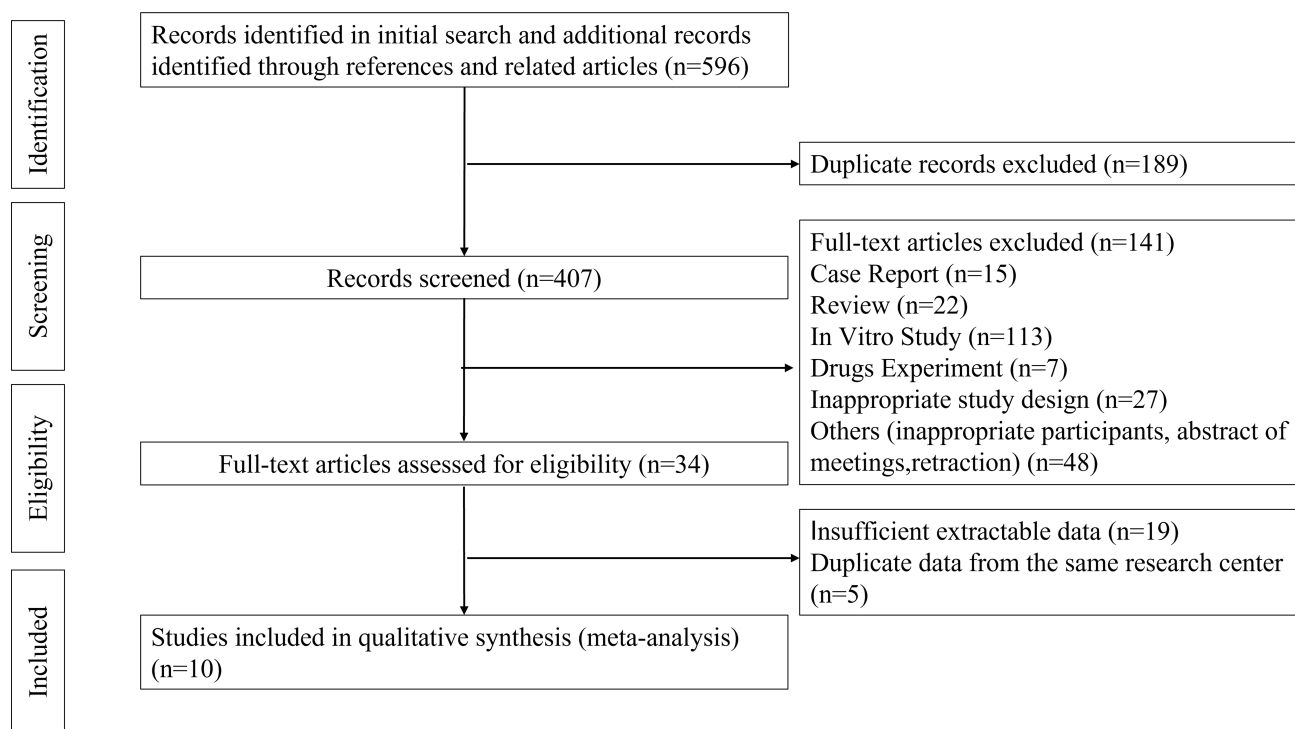 Identification
Records identified in initial search and additional records
identified through references and related articles (n=596)
Duplicate records excluded (n=189)
Screening
Records screened (n=407)
Full-text articles excluded (n=141)
Case Report (n=15)
Review (n=22)
In Vitro Study (n=113)
Drugs Experiment (n=7)
Inappropriate study design (n=27)
Others (inappropriate participants, abstract of
meetings,retraction) (n=48)
Eligibility
Full-text articles assessed for eligibility (n=34)
Insufficient extractable data (n=19)
Duplicate data from the same research center
(n=5)
Included
Studies included in qualitative synthesis (meta-analysis)
(n=10)